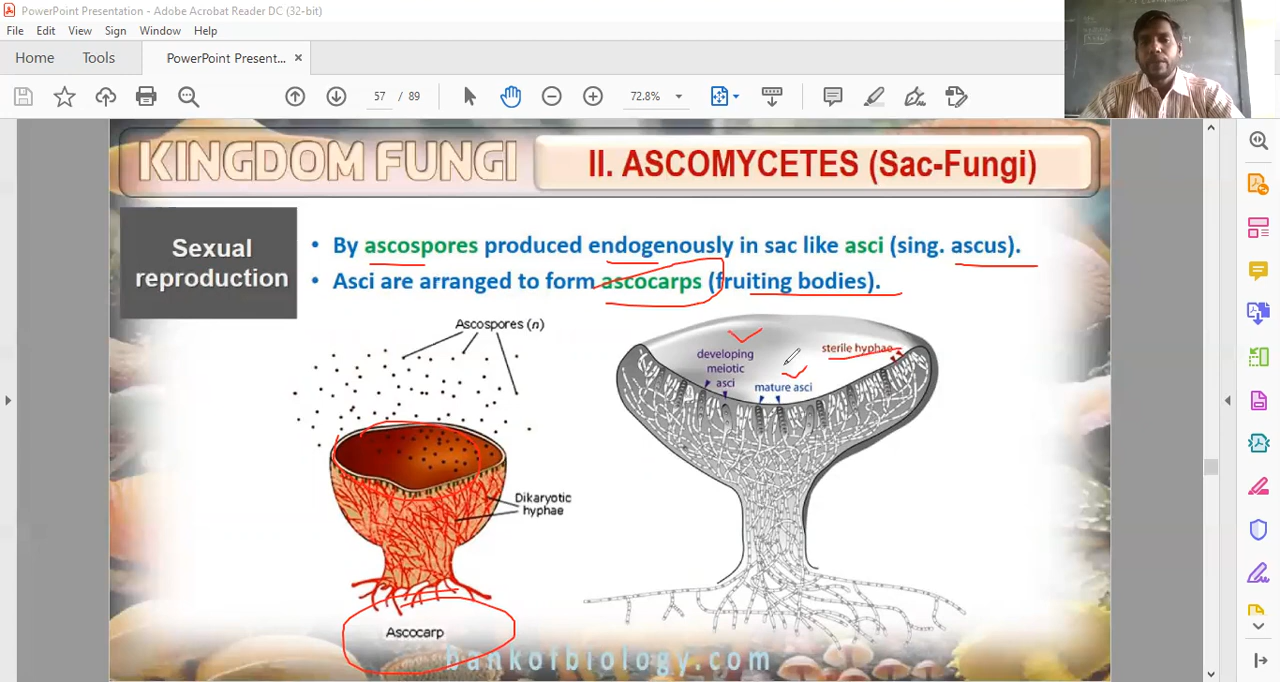 PowerPoint Presentation - Adobe Acrobat Reader DC (32-bit)
File Edit View Sign Window Help
Home Tools PowerPoint Present... ×
57 / 89 72.8%
KINGDOM FUNGI II. ASCOMYCETES (Sac-Fungi)
Sexual
reproduction
• By ascospores produced endogenously in sac like asci (sing. ascus).
• Asci are arranged to form ascocarps (fruiting bodies).
Ascospores (n)
Dikaryotic
hyphae
Ascocarp
developing
meiotic
asci
mature asci
sterile hyphae
bankofbiology.com